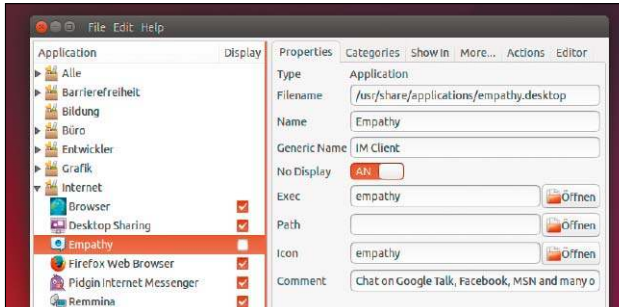 File Edit Help
Application Display
Alle
Barrierefreiheit
Bildung
Büro
Entwickler
Grafik
Internet
Browser
Desktop Sharing
Empathy
Firefox Web Browser
Pidgin Internet Messenger
Remmina
Properties Categories Show In More... Actions Editor
Type Application
Filename /usr/share/applications/empathy.desktop
Name Empathy
Generic Name IM Client
No Display AN
Exec empathy Öffnen
Path Öffnen
Icon empathy Öffnen
Comment Chat on Google Talk, Facebook, MSN and many o